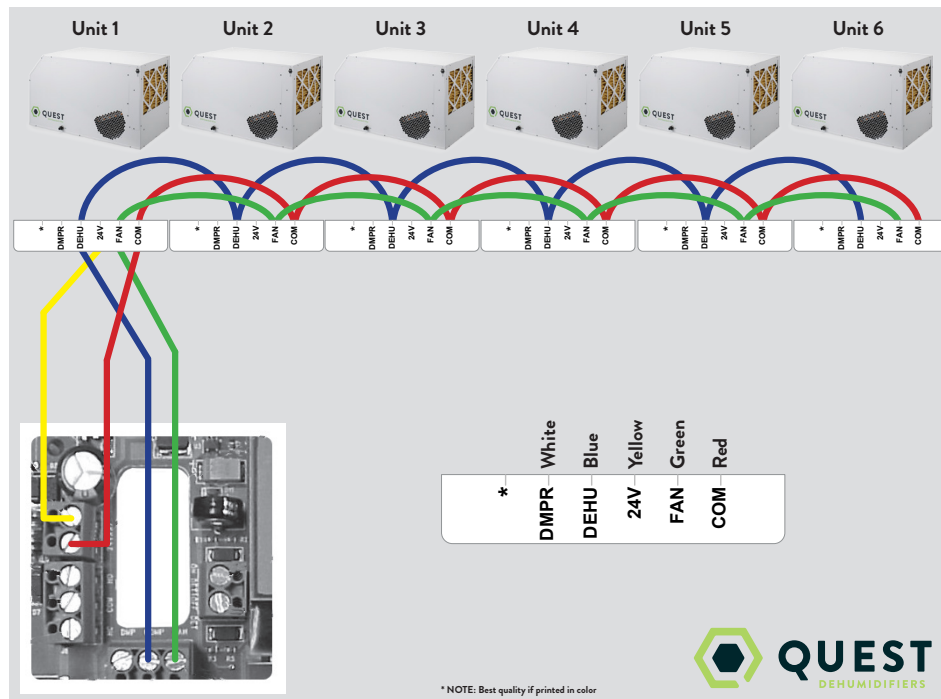 Unit 1 Unit 2 Unit 3 Unit 4 Unit 5 Unit 6
QUEST QUEST QUEST QUEST QUEST QUEST
* DMPR DEHU 24V FAN COM * DMPR DEHU 24V FAN COM * DMPR DEHU 24V FAN COM * DMPR DEHU 24V FAN COM * DMPR DEHU 24V FAN COM * DMPR DEHU 24V FAN COM
White Blue Yellow Green Red
* DMPR DEHU 24V FAN COM
DMP
R3 R5
QUEST
DEHUMIDIFIERS
* NOTE: Best quality if printed in color